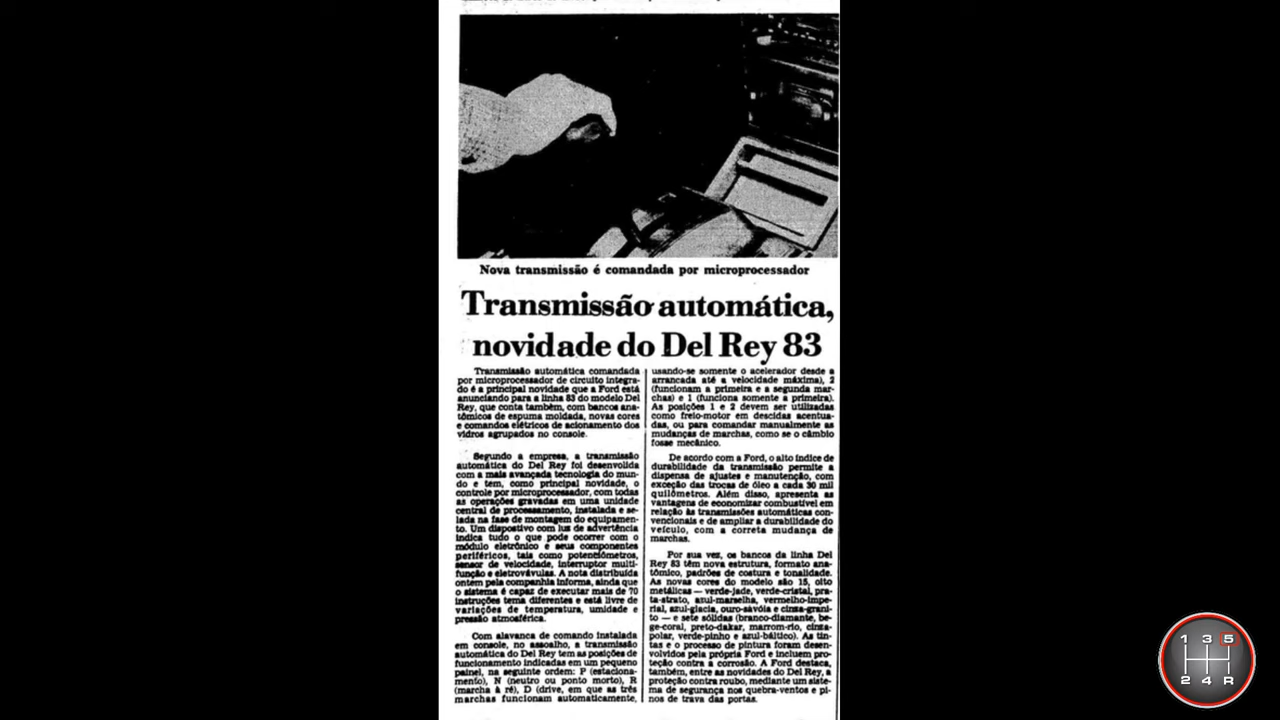 Nova transmissão é comandada por microprocessador
Transmissão automática,
novidade do Del Rey 83
Transmissão automática comandada
por microprocessador de circuito integra-
do é a principal novidade que a Ford está
anunciando para a linha 83 do modelo Del
Rey, que conta também, com bancos ana-
tômicos de espuma moldada, novas cores
e comandos elétricos de acionamento dos
vidros agrupados no console.
Segundo a empresa, a transmissão
automática do Del Rey foi desenvolida
com a mais avançada tecnologia do mun-
do e tem, como principal novidade, o
controle por microprocessador, com todas
as operações gravadas em uma unidade
central de processamento, instalada e se-
lada na fase de montagem do equipamen-
to. Um dispostivo com luz de advertência
indica tudo o que pode ocorrer com o
módulo eletrônico e seus componentes
periféricos, tais como potenciômetros,
sensor de velocidade, interruptor multi-
função e eletrovávulas. A nota distribuída
ontem pela companhia informa, ainda que
o sistema é capaz de executar mais de 70
instruções tema diferentes e está livre de
variações de temperatura, umidade e
pressão atmosférica.
Com alavanca de comando instalada
em console, no assoalho, a transmissão
automática do Del Rey tem as posições de
funcionamento indicadas em um pequeno
painel, na seguinte ordem: P (estaciona-
mento), N (neutro ou ponto morto), R
(marcha à ré), D (drive, em que as três
marchas funcionam automaticamente,
usando-se somente o acelerador desde a
arrancada até a velocidade máxima), 2
(funcionam a primeira e a segunda mar-
chas) e 1 (funciona somente a primeira).
As posições 1 e 2 devem ser utilizadas
como freio-motor em descidas acentua-
das, ou para comandar manualmente as
mudanças de marchas, como se o câmbio
fosse mecânico.
De acordo com a Ford, o alto índice de
durabilidade da transmissão permite a
dispensa de ajustes e manutenção, com
exceção das trocas de óleo a cada 30 mil
quilômetros. Além disso, apresenta as
vantagens de economizar combustível em
relação às transmissões automáticas con-
vencionais e de ampliar a durabilidade do
veículo, com a correta mudança de
marchas.
Por sua vez, os bancos da linha Del
Rey 83 têm nova estrutura, formato ana-
tômico, padrões de costura e tonalidade.
As novas cores do modelo são 15, oito
metálicas — verde-jade, verde-cristal, pra-
ta-strato, azul-marselha, vermelho-impe-
rial, azul-glacia, ouro-sávóia e cinza-grani-
to — e sete sólidas (branco-diamante, be-
ge-coral, preto-dakar, marrom-rio, cinza-
polar, verde-pinho e azul-báltico). As tin-
tas e o processo de pintura foram desen-
volvidos pela própria Ford e incluem pro-
teção contra a corrosão. A Ford destaca,
também, entre as novidades do Del Rey, a
proteção contra roubo, mediante um siste-
ma de segurança nos quebra-ventos e pi-
nos de trava das portas.
1 3 5
2 4 R